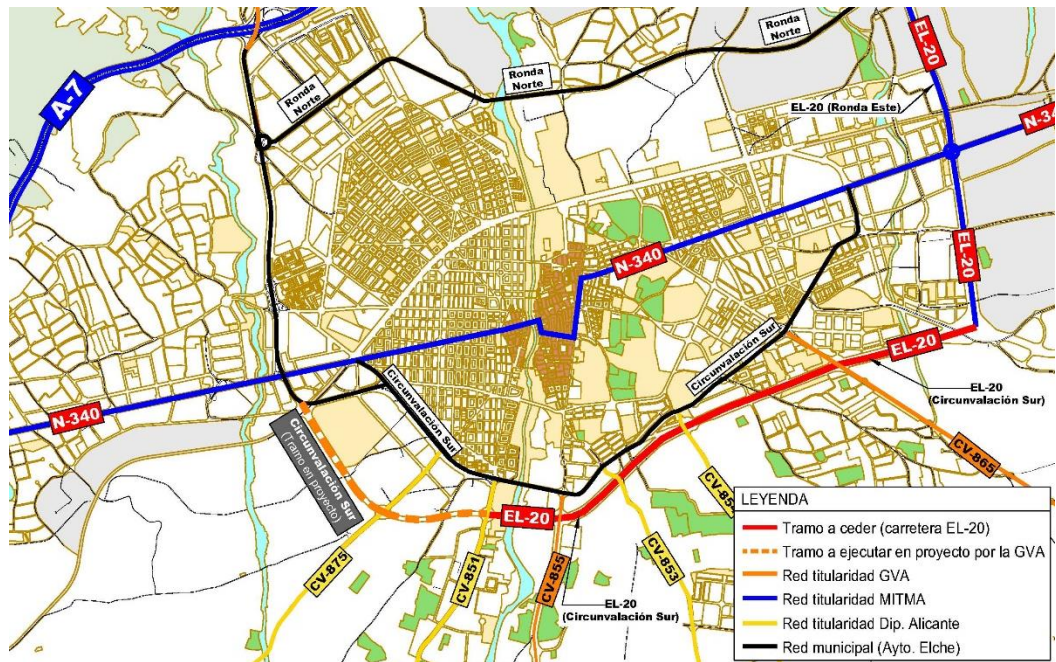 A-7
Ronda
Norte
Ronda
Norte
Ronda
Norte
EL-20
EL-20 (Ronda Este)
N-340
EL-20
N-340
Circunvalación Sur
EL-20
EL-20
(Circunvalación Sur)
N-340
Circunvalación Sur
Circunvalación Sur
(Tramo en proyecto)
CV-865
EL-20
CV-875
CV-851
CV-855
CV-853
EL-20
(Circunvalación Sur)
LEYENDA
Tramo a ceder (carretera EL-20)
Tramo a ejecutar en proyecto por la GVA
Red titularidad GVA
Red titularidad MITMA
Red titularidad Dip. Alicante
Red municipal (Ayto. Elche)